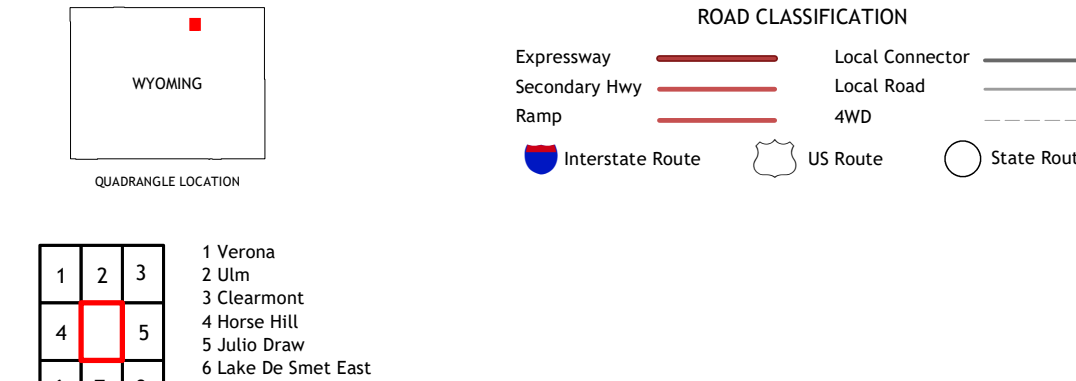 WYOMING
QUADRANGLE LOCATION
ROAD CLASSIFICATION
Expressway
Local Connector
Secondary Hwy
Local Road
Ramp
4WD
Interstate Route
US Route
State Rout
1 2 3
4 5
1 Verona
2 Ulm
3 Clearmont
4 Horse Hill
5 Julio Draw
6 Lake De Smet East